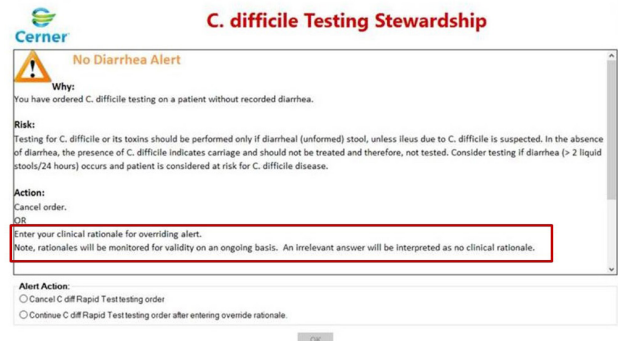 Cerner
C. difficile Testing Stewardship
No Diarrhea Alert
Why:
You have ordered C. difficile testing on a patient without recorded diarrhea.
Risk:
Testing for C. difficile or its toxins should be performed only if diarrheal (unformed) stool, unless ileus due to C. difficile is suspected. In the absence
of diarrhea, the presence of C. difficile indicates carriage and should not be treated and therefore, not tested. Consider testing if diarrhea (> 2 liquid
stools/24 hours) occurs and patient is considered at risk for C. difficile disease.
Action:
Cancel order.
OR
Enter your clinical rationale for overriding alert.
Note, rationales will be monitored for validity on an ongoing basis. An irrelevant answer will be interpreted as no clinical rationale.
Alert Action:
Cancel C diff Rapid Test testing order
Continue C diff Rapid Test testing order after entering override rationale.
OK